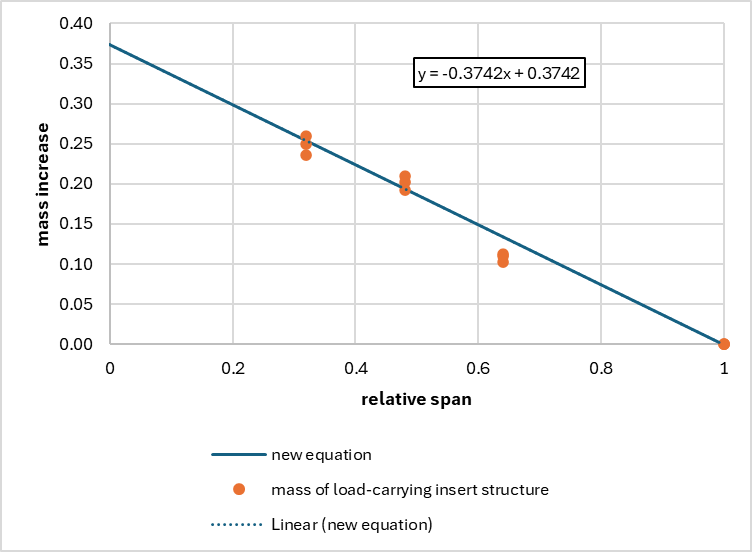 0.40
0.35
y = -0.3742x + 0.3742
0.30
0.25
0.20
0.15
0.10
0.05
0.00
mass increase
0 0.2 0.4 0.6 0.8 1
relative span
new equation
mass of load-carrying insert structure
Linear (new equation)